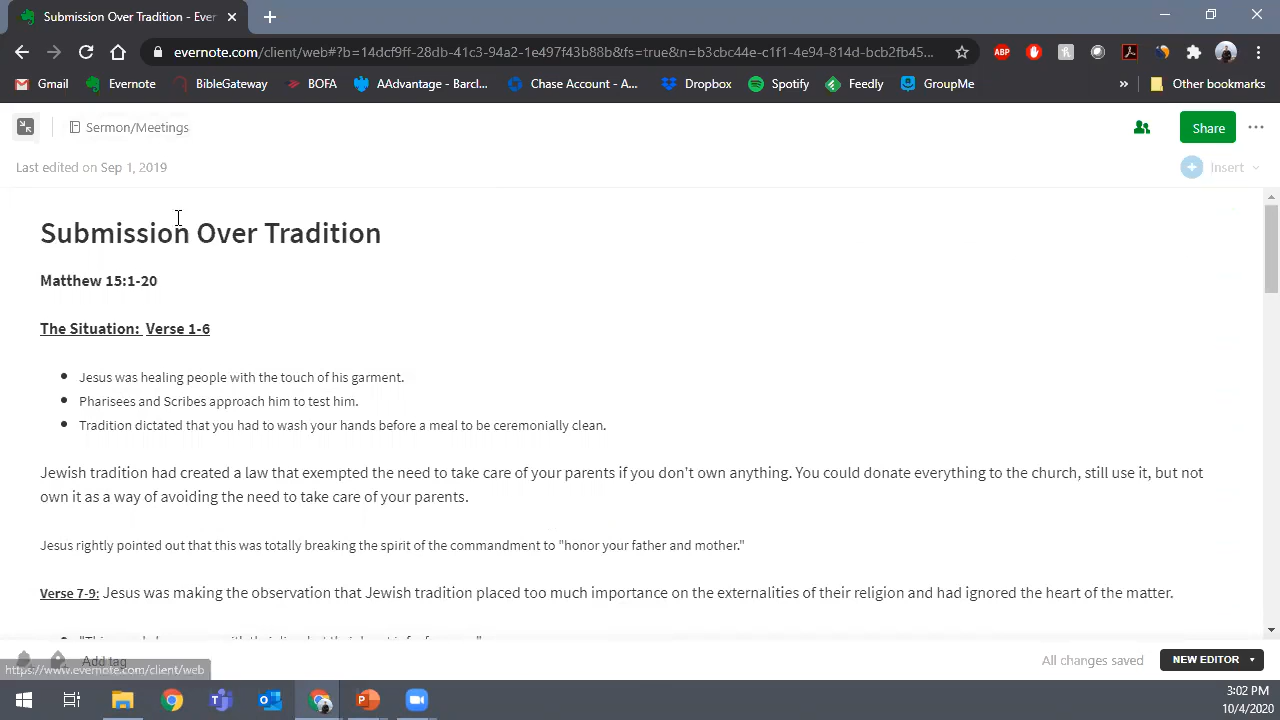 Submission Over Tradition - Ever
evernote.com/client/web#?b=14dcf9ff-28db-41c3-94a2-1e497f43b88b&fs=true&n=b3cbc44e-c1f1-4e94-814d-bcb2fb45...
ABP
Gmail Evernote BibleGateway BOFA AAdvantage - Barcl... Chase Account - A... Dropbox Spotify Feedly GroupMe » Other bookmarks
Sermon/Meetings
Share
Last edited on Sep 1, 2019
Insert
Submission Over Tradition
Matthew 15:1-20
The Situation: Verse 1-6
Jesus was healing people with the touch of his garment.
Pharisees and Scribes approach him to test him.
Tradition dictated that you had to wash your hands before a meal to be ceremonially clean.
Jewish tradition had created a law that exempted the need to take care of your parents if you don't own anything. You could donate everything to the church, still use it, but not
own it as a way of avoiding the need to take care of your parents.
Jesus rightly pointed out that this was totally breaking the spirit of the commandment to "honor your father and mother."
Verse 7-9: Jesus was making the observation that Jewish tradition placed too much importance on the externalities of their religion and had ignored the heart of the matter.
Add tag
All changes saved
NEW EDITOR
https://www.evernote.com/client/web
3:02 PM
10/4/2020